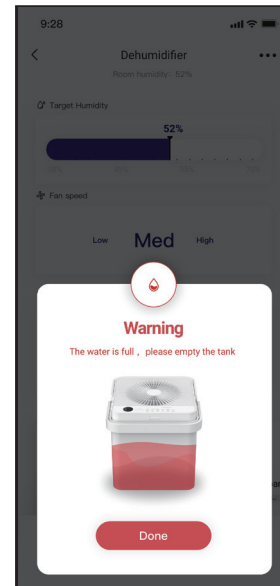 9:28
Dehumidifier
Room humidity: 52%
Target Humidity
52%
Fan speed
Low Med High
Warning
The water is full , please empty the tank
Done